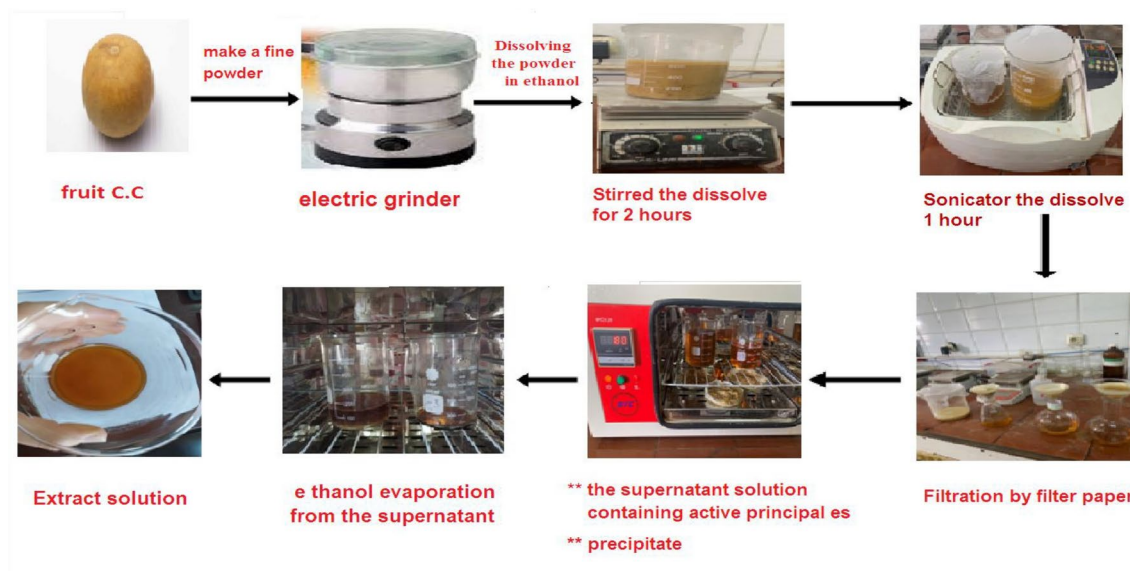 make a fine
powder
Dissolving
the powder
in ethanol
fruit C.C
electric grinder
Stirred the dissolve
for 2 hours
Sonicator the dissolve
1 hour
Filtration by filter paper
** the supernatant solution
containing active principal es
** precipitate
e thanol evaporation
from the supernatant
Extract solution